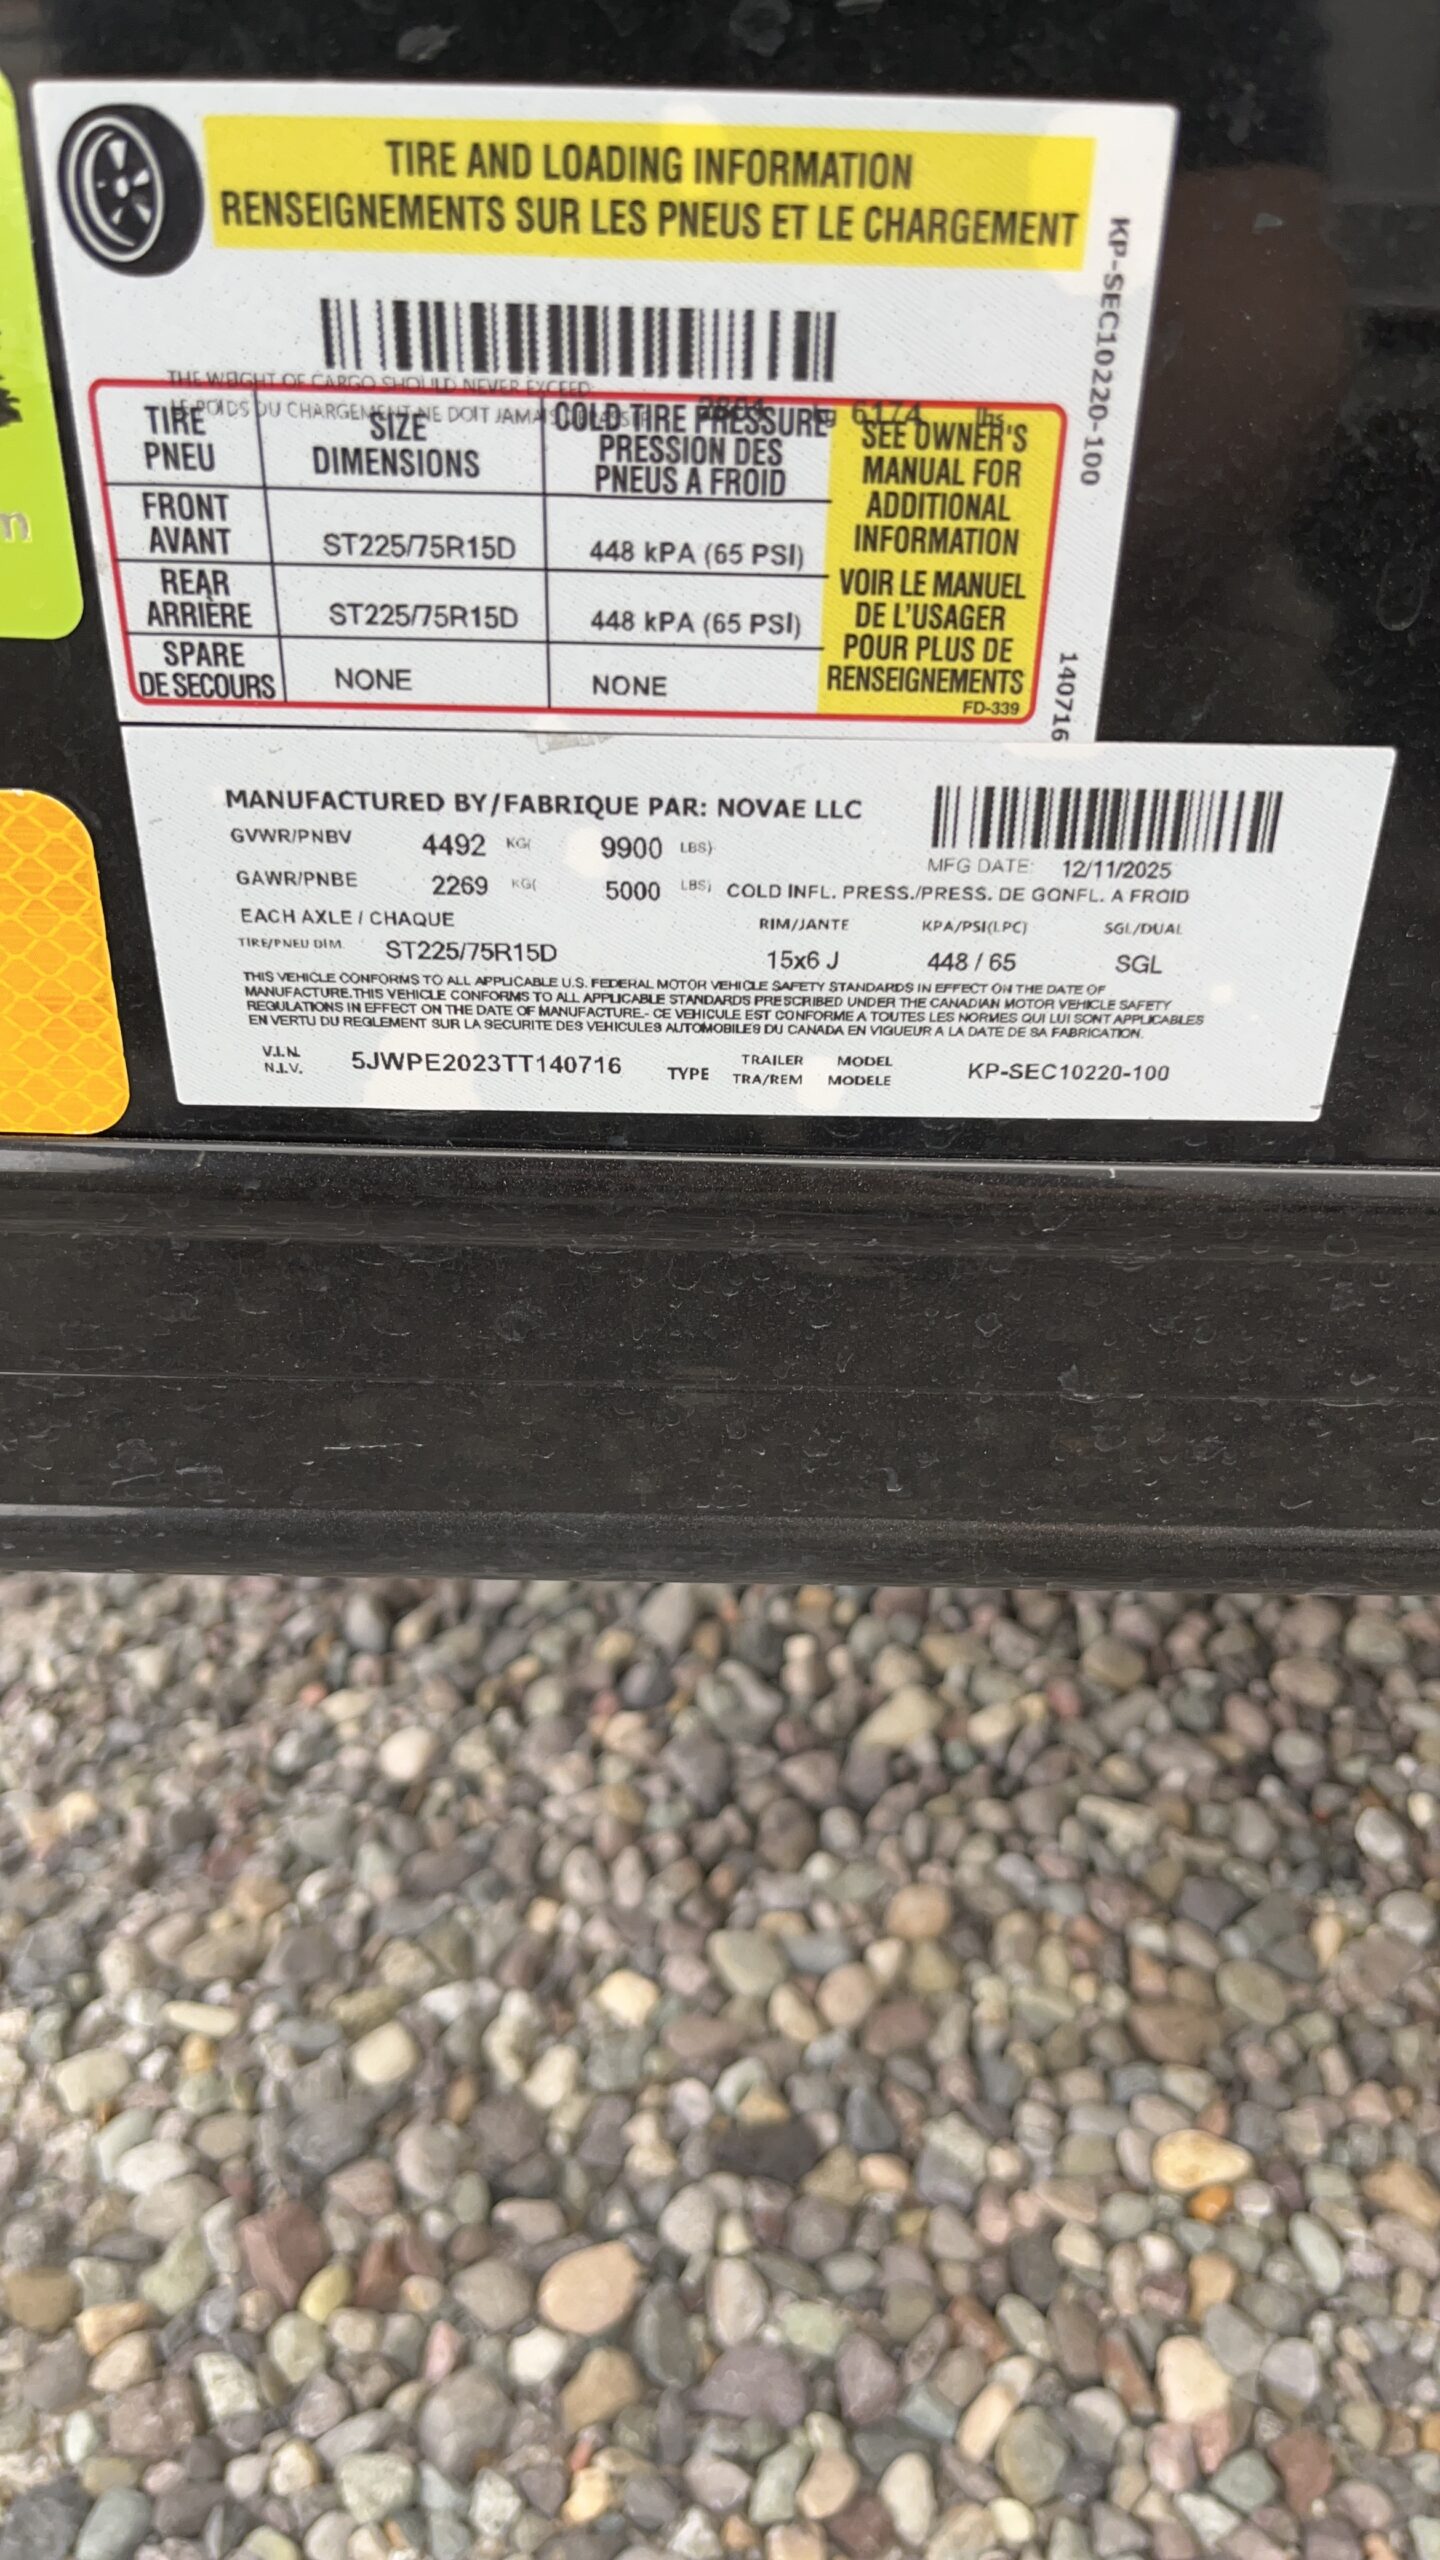 TIRE AND LOADING INFORMATION
RENSEIGNEMENTS SUR LES PNEUS ET LE CHARGEMENT
KP-SEC10220-100
140716
THE WEIGHT OF CARGO SHOULD NEVER EXCEED:
LE POIDS DU CHARGEMENT NE DOIT JAMAIS kg 6174 lbs
TIRE
PNEU
SIZE
DIMENSIONS
COLD TIRE PRESSURE
PRESSION DES
PNEUS A FROID
FRONT
AVANT
ST225/75R15D
448 kPA (65 PSI)
REAR
ARRIÈRE
ST225/75R15D
448 kPA (65 PSI)
SPARE
DE SECOURS
NONE
NONE
SEE OWNER'S
MANUAL FOR
ADDITIONAL
INFORMATION
VOIR LE MANUEL
DE L'USAGER
POUR PLUS DE
RENSEIGNEMENTS
FD-339
m
MANUFACTURED BY/FABRIQUE PAR: NOVAE LLC
GVWR/PNBV 4492 KG( 9900 LBS)
MFG DATE: 12/11/2025
GAWR/PNBE 2269 KG( 5000 LBS) COLD INFL. PRESS./PRESS. DE GONFL. A FROID
EACH AXLE / CHAQUE RIM/JANTE KPA/PSI(LPC) SGL/DUAL
TIRE/PNEU DIM. ST225/75R15D 15x6 J 448 / 65 SGL
THIS VEHICLE CONFORMS TO ALL APPLICABLE U.S. FEDERAL MOTOR VEHICLE SAFETY STANDARDS IN EFFECT ON THE DATE OF
MANUFACTURE.THIS VEHICLE CONFORMS TO ALL APPLICABLE STANDARDS PRESCRIBED UNDER THE CANADIAN MOTOR VEHICLE SAFETY
REGULATIONS IN EFFECT ON THE DATE OF MANUFACTURE.- CE VEHICULE EST CONFORME A TOUTES LES NORMES QUI LUI SONT APPLICABLES
EN VERTU DU REGLEMENT SUR LA SECURITE DES VEHICULES AUTOMOBILES DU CANADA EN VIGUEUR A LA DATE DE SA FABRICATION.
V.I.N.
N.I.V.
5JWPE2023TT140716
TYPE
TRAILER
TRA/REM
MODEL
MODELE
KP-SEC10220-100